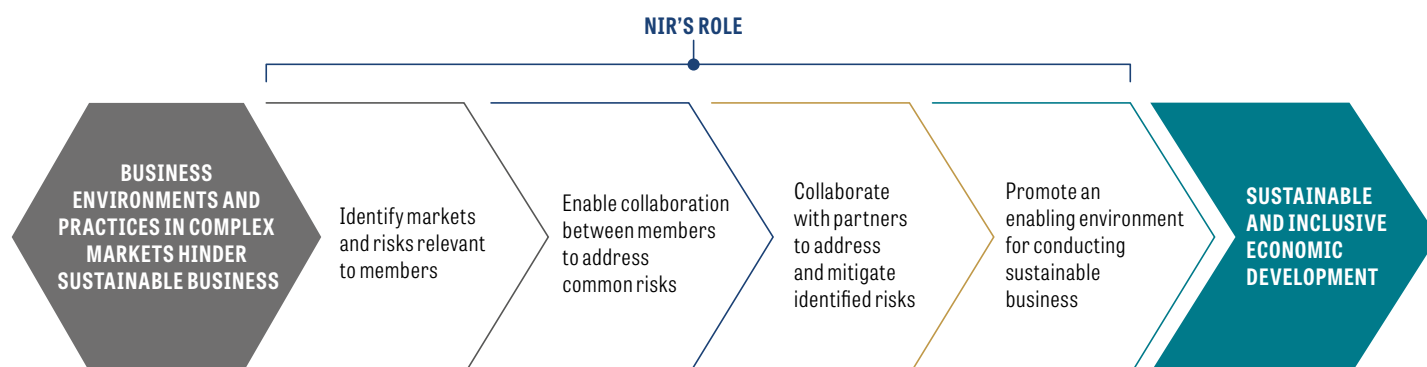 NIR'S ROLE
BUSINESS
ENVIRONMENTS AND
PRACTICES IN COMPLEX
MARKETS HINDER
SUSTAINABLE BUSINESS
Identify markets
and risks relevant
to members
Enable collaboration
between members
to address
common risks
Collaborate
with partners
to address
and mitigate
identified risks
Promote an
enabling environment
for conducting
sustainable
business
SUSTAINABLE
AND INCLUSIVE
ECONOMIC
DEVELOPMENT